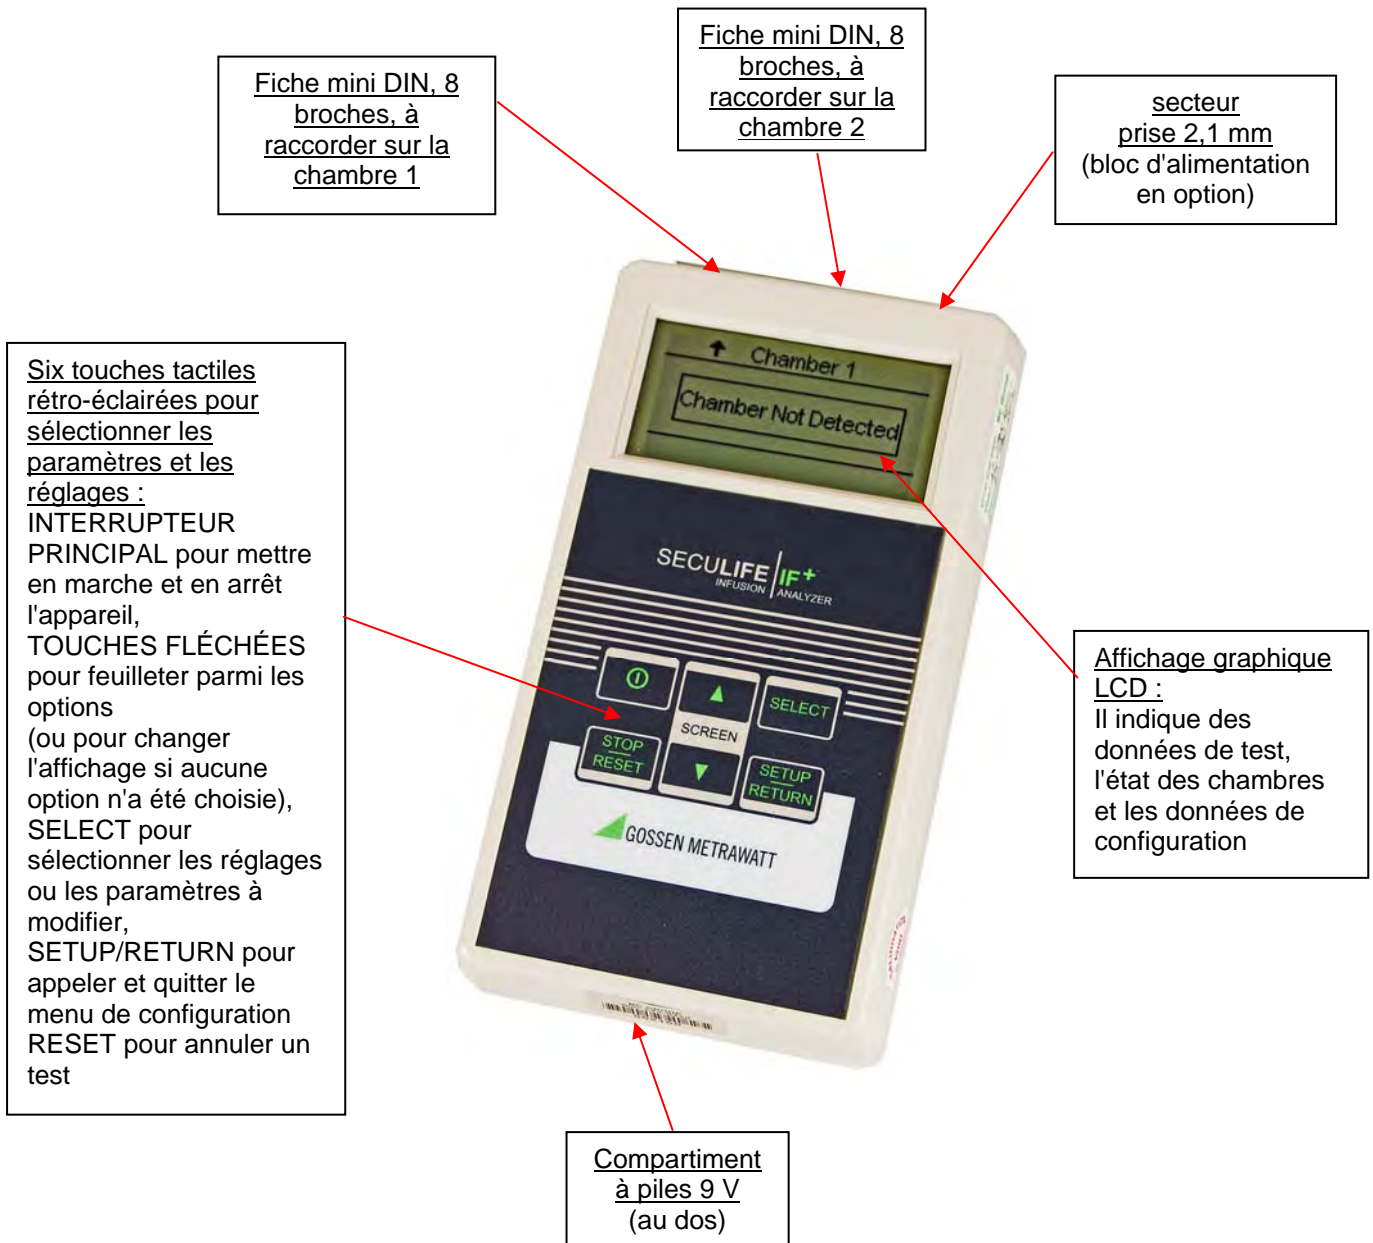 Fiche mini DIN, 8
broches, à
raccorder sur la
chambre 1
Fiche mini DIN, 8
broches, à
raccorder sur la
chambre 2
secteur
prise 2,1 mm
(bloc d'alimentation
en option)
Six touches tactiles
rétro-éclairées pour
sélectionner les
paramètres et les
réglages :
INTERRUPTEUR
PRINCIPAL pour mettre
en marche et en arrêt
l'appareil,
TOUCHES FLÉCHÉES
pour feuilleter parmi les
options
(ou pour changer
l'affichage si aucune
option n'a été choisie),
SELECT pour
sélectionner les réglages
ou les paramètres à
modifier,
SETUP/RETURN pour
appeler et quitter le
menu de configuration
RESET pour annuler un
test
Chamber 1
Chamber Not Detected
SECULIFE IF+
INFUSION ANALYZER
SELECT
SCREEN
STOP
RESET
SETUP
RETURN
GOSSEN METRAWATT
Affichage graphique
LCD :
Il indique des
données de test,
l'état des chambres
et les données de
configuration
Compartiment
à piles 9 V
(au dos)